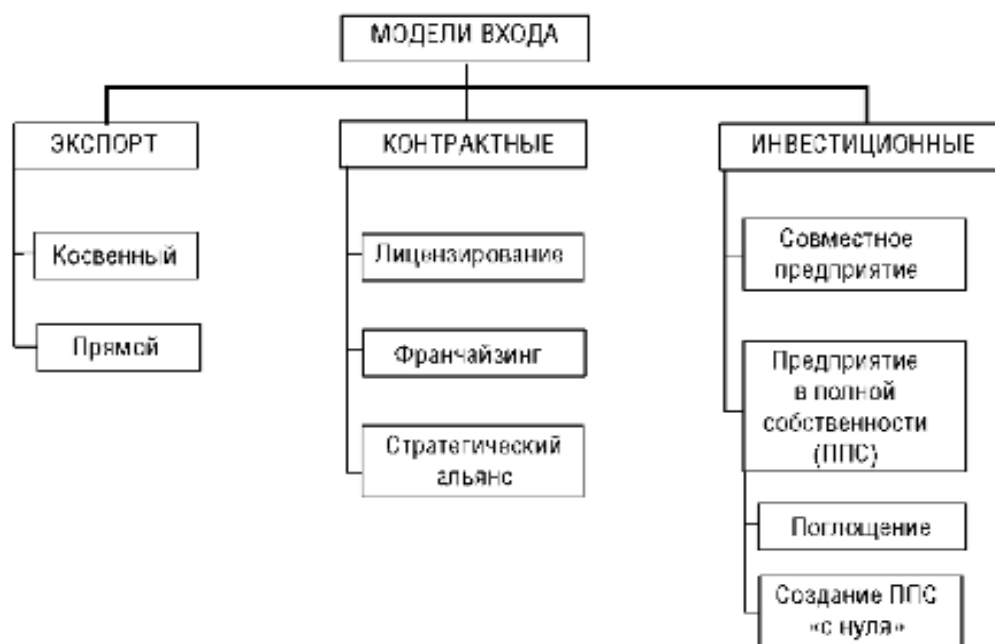 МОДЕЛИ ВХОДА
ЭКСПОРТ
Косвенный
Прямой
КОНТРАКТНЫЕ
Лицензирование
Франчайзинг
Стратегический
альянс
ИНВЕСТИЦИОННЫЕ
Совместное
предприятие
Предприятие
в полной
собственности
(ППС)
Поглощение
Создание ППС
«с нуля»